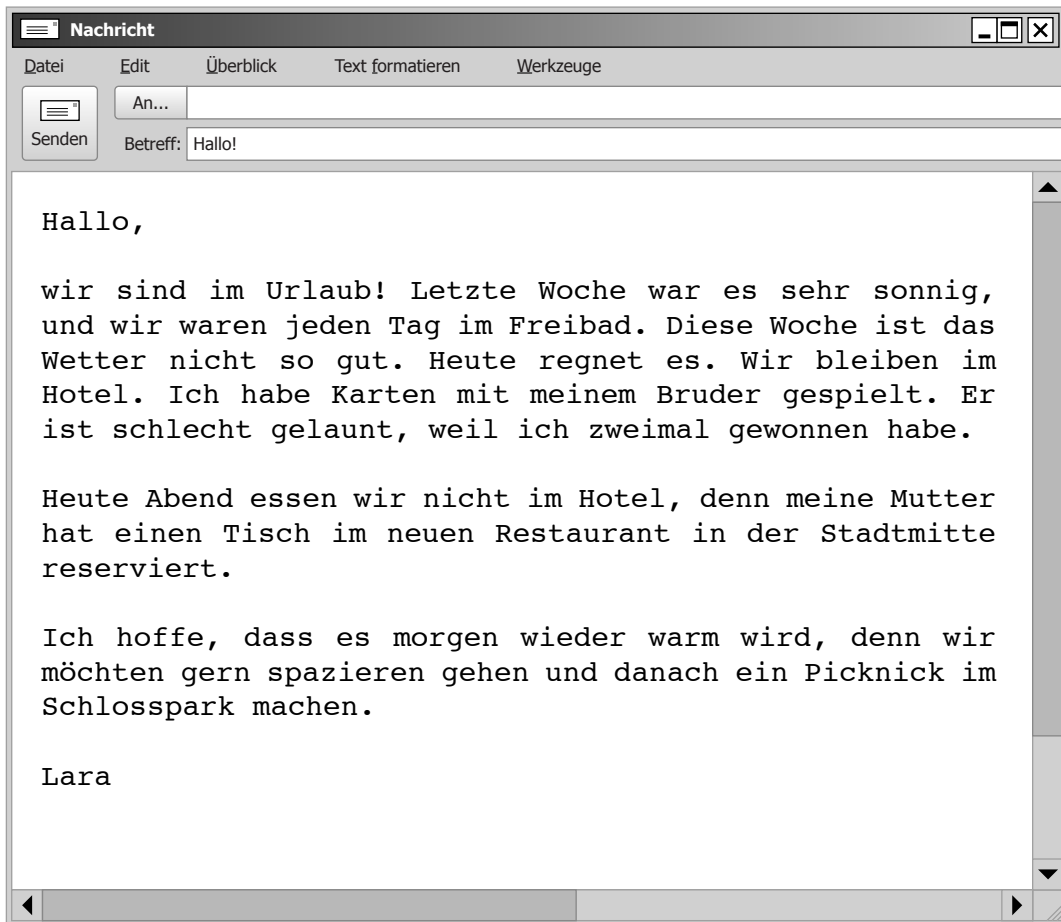 Nachricht
Datei Edit Überblick Text formatieren Werkzeuge
An...
Senden
Betreff: Hallo!
Hallo,
wir sind im Urlaub! Letzte Woche war es sehr sonnig,
und wir waren jeden Tag im Freibad. Diese Woche ist das
Wetter nicht so gut. Heute regnet es. Wir bleiben im
Hotel. Ich habe Karten mit meinem Bruder gespielt. Er
ist schlecht gelaunt, weil ich zweimal gewonnen habe.
Heute Abend essen wir nicht im Hotel, denn meine Mutter
hat einen Tisch im neuen Restaurant in der Stadtmitte
reserviert.
Ich hoffe, dass es morgen wieder warm wird, denn wir
möchten gern spazieren gehen und danach ein Picknick im
Schlosspark machen.
Lara